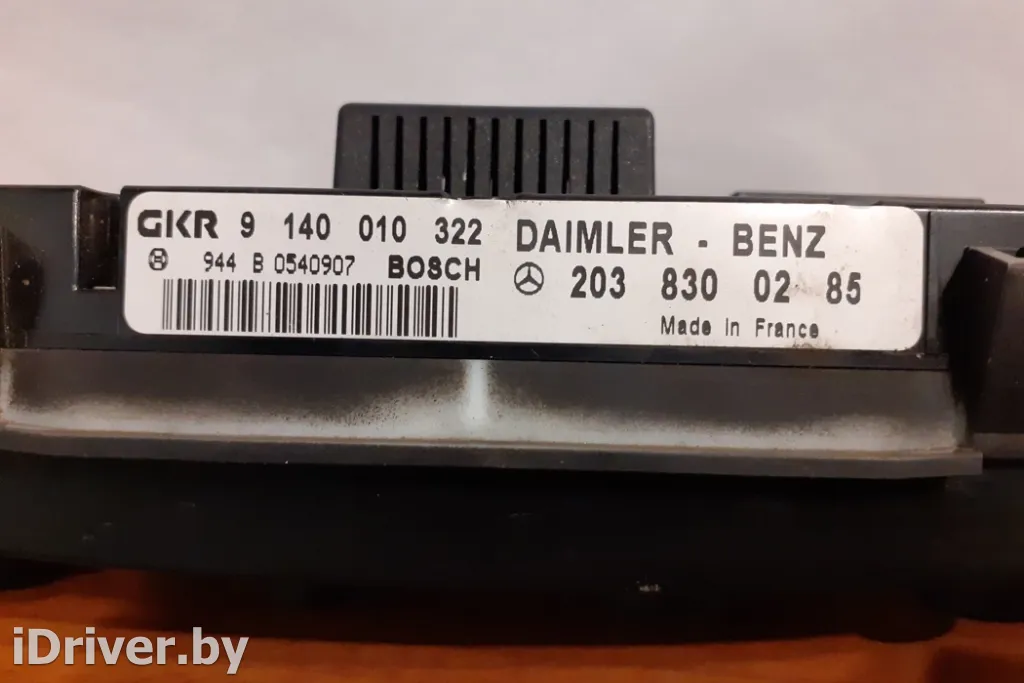 GKR 9 140 010 322 DAIMLER - BENZ
944 B 0540907 BOSCH 203 830 02 85
Made in France
iDriver.by